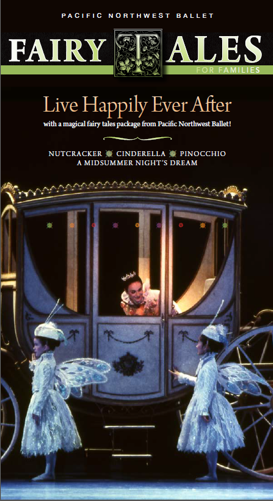 PACIFIC NORTHWEST BALLET
FAIRY TALES
FOR FAMILIES
Live Happily Ever After
with a magical fairy tales package from Pacific Northwest Ballet!
NUTCRACKER CINDERELLA PINOCCHIO
A MIDSUMMER NIGHT'S DREAM